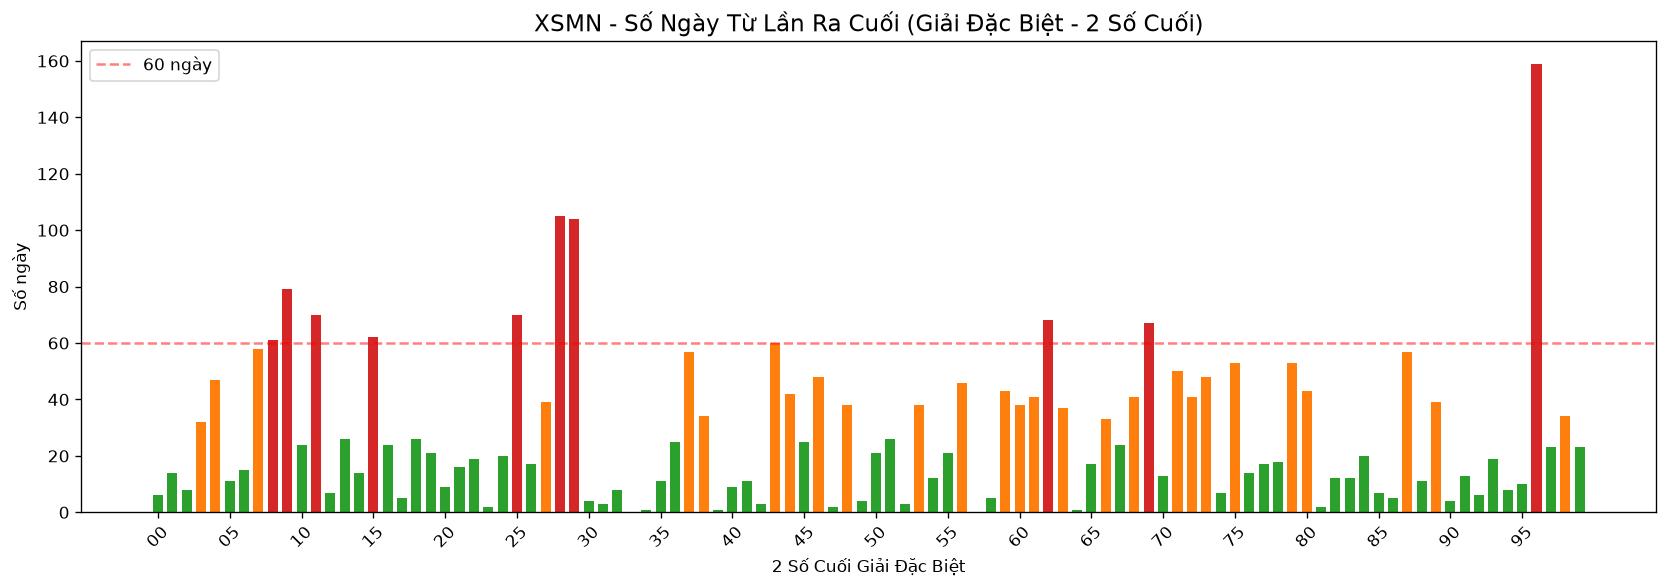 XSMN - Số Ngày Từ Lần Ra Cuối (Giải Đặc Biệt - 2 Số Cuối)
60 ngày
Số ngày
160
140
120
100
80
60
40
20
0
00 05 10 15 20 25 30 35 40 45 50 55 60 65 70 75 80 85 90 95
2 Số Cuối Giải Đặc Biệt